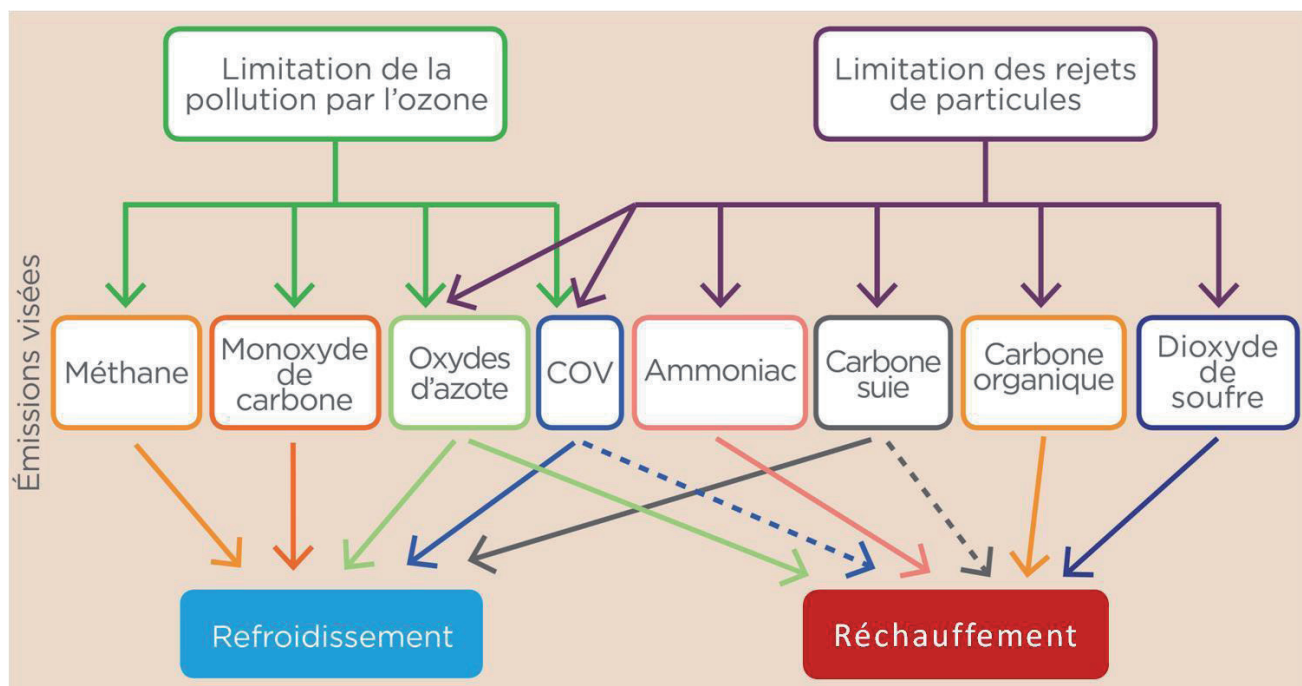 Limitation de la
pollution par l'ozone
Limitation des rejets
de particules
Émissions visées
Méthane
Monoxyde
de
carbone
Oxydes
d'azote
COV
Ammoniac
Carbone
suie
Carbone
organique
Dioxyde
de
soufre
Refroidissement
Réchauffement